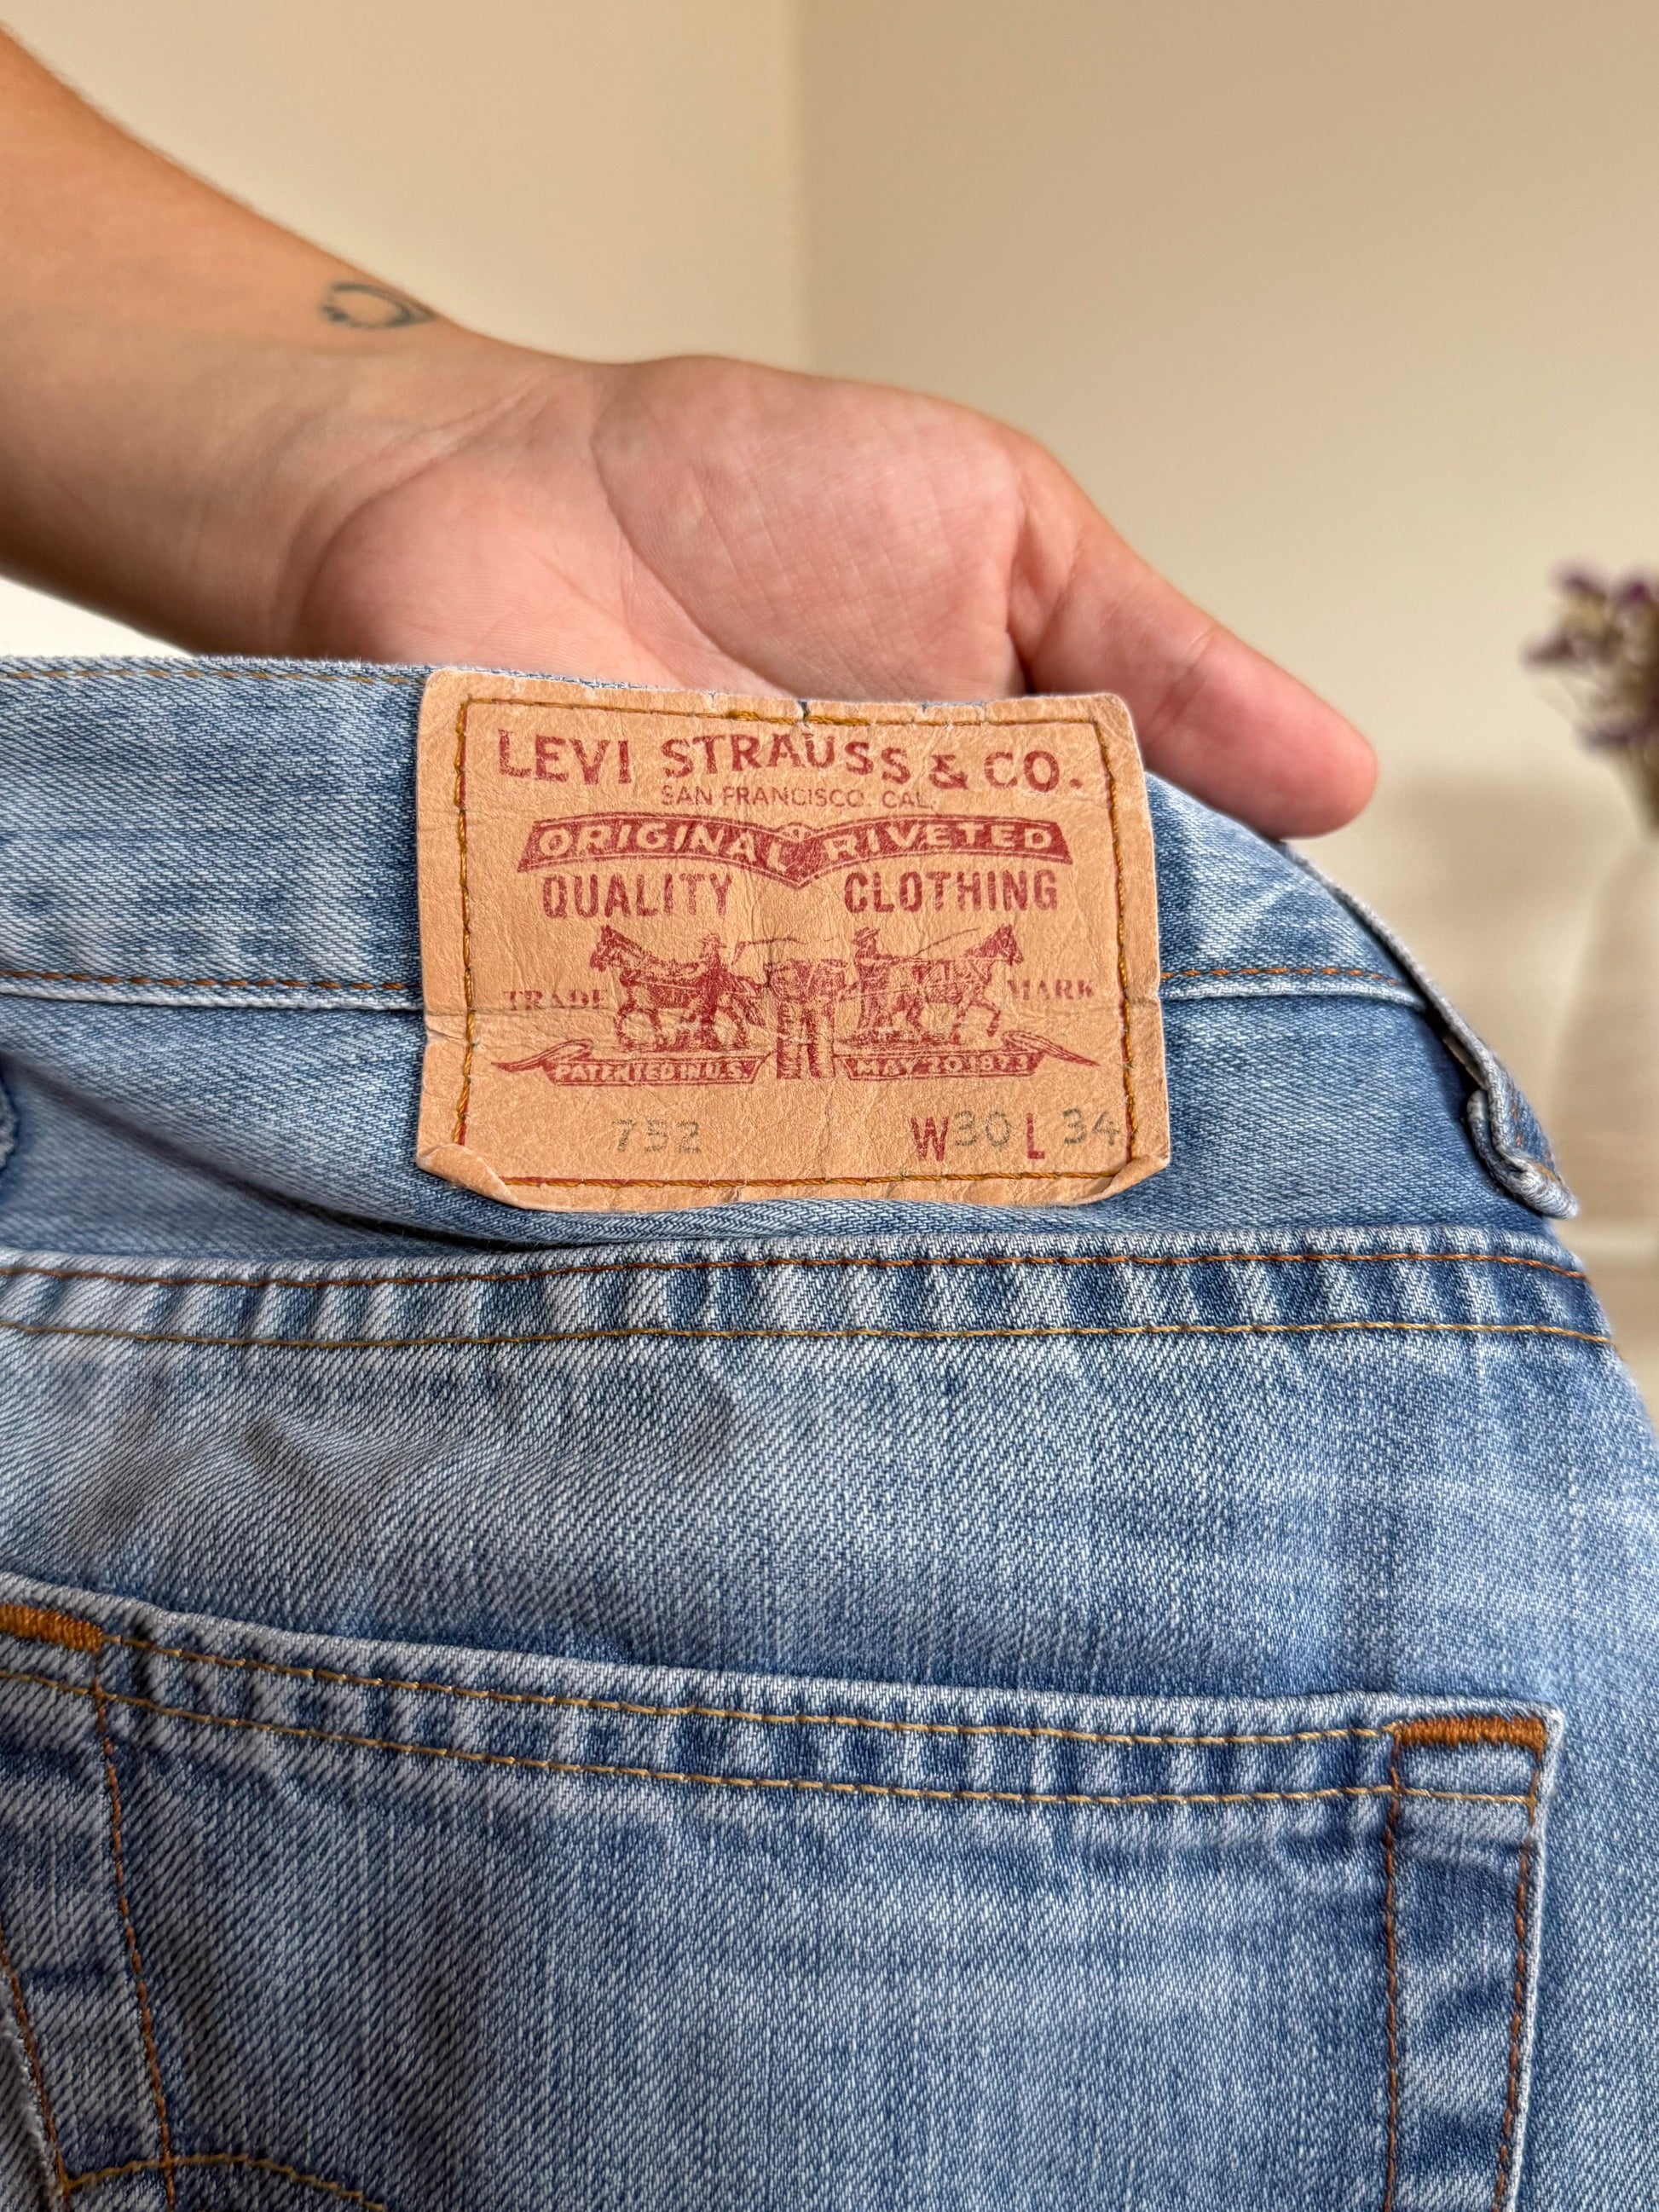 LEVI STRAUSS & CO.
SAN FRANCISCO. CAL.
ORIGINAL RIVETED
QUALITY CLOTHING
TRADE MARK
PATENTED IN U.S. MAY 20 1873
752 W30 L 34